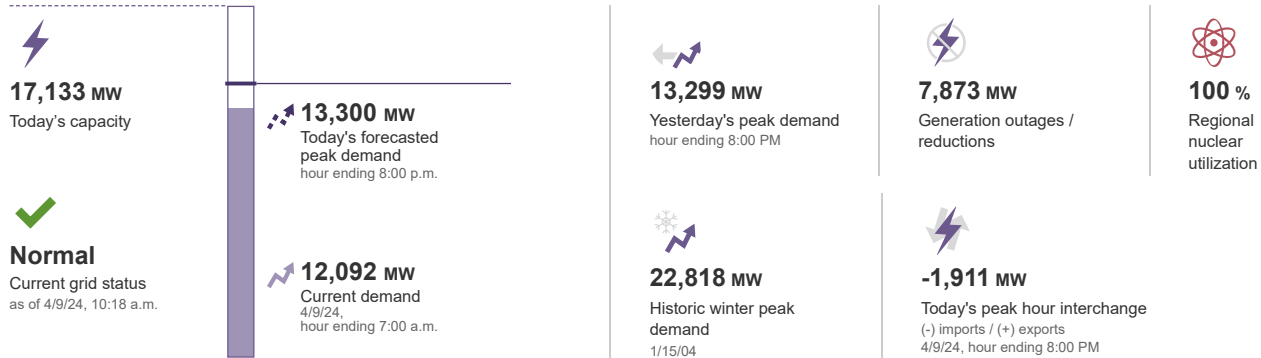 17,133 MW
Today's capacity
Normal
Current grid status
as of 4/9/24, 10:18 a.m.
13,300 MW
Today's forecasted
peak demand
hour ending 8:00 p.m.
12,092 MW
Current demand
4/9/24,
hour ending 7:00 a.m.
13,299 MW
Yesterday's peak demand
hour ending 8:00 PM
7,873 MW
Generation outages /
reductions
100 %
Regional
nuclear
utilization
22,818 MW
Historic winter peak
demand
1/15/04
-1,911 MW
Today's peak hour interchange
(-) imports / (+) exports
4/9/24, hour ending 8:00 PM